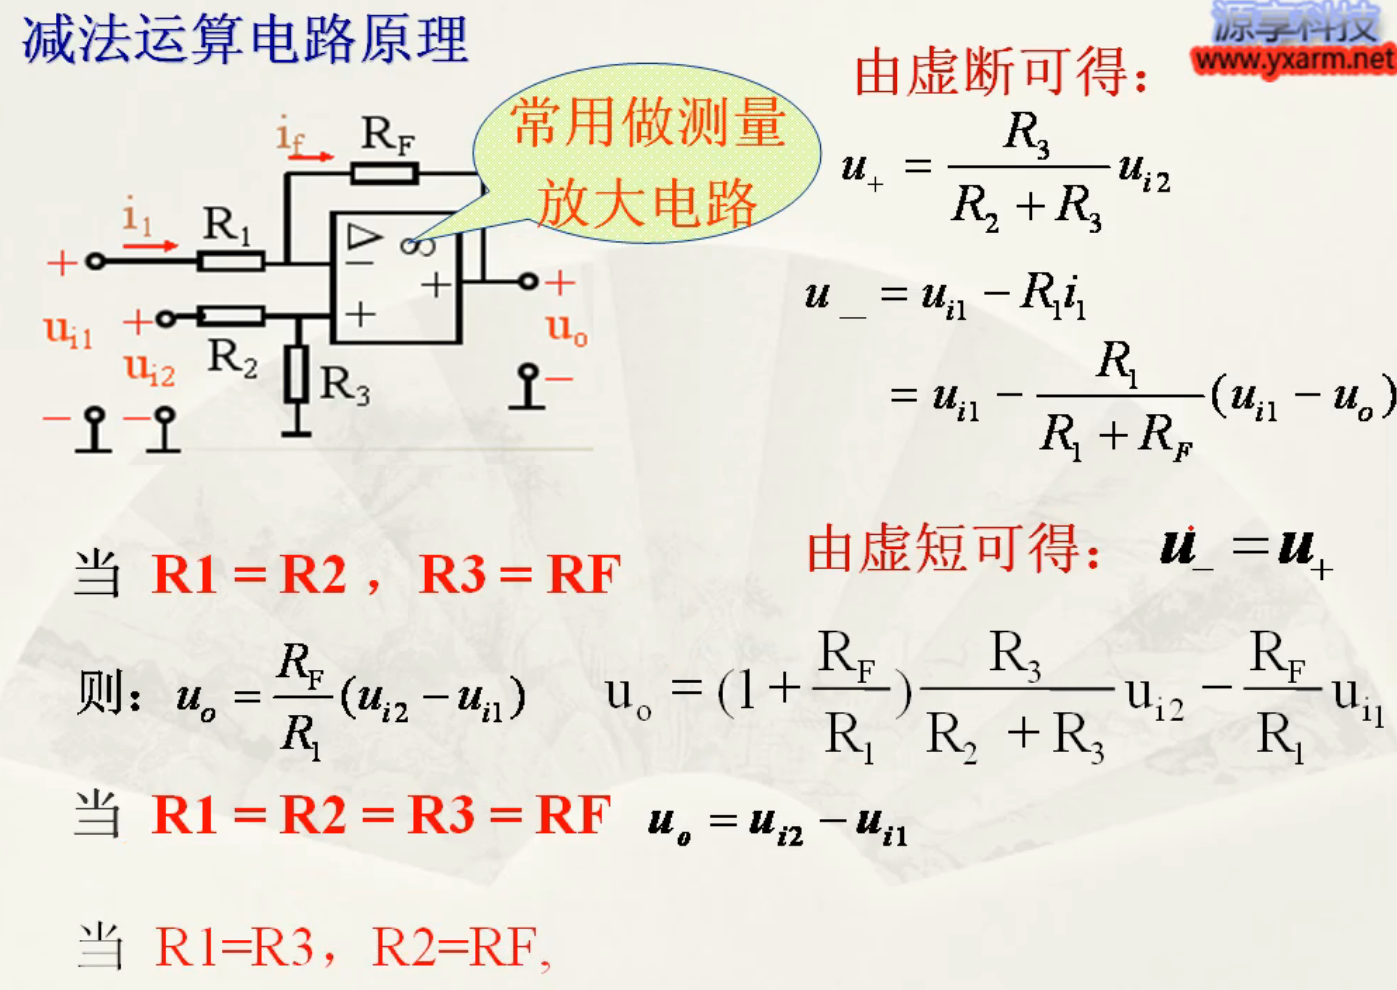 减法运算电路原理
源享科技
www.yxarm.net
常用做测量
放大电路
i_f R_F
i_1 R_1
▷ ∞
+ − + +
u_i1 + + u_o
u_i2 R_2 R_3 −
− −
由虚断可得：
u_+ = \frac{R_3}{R_2 + R_3} u_{i2}
u_− = u_{i1} − R_1 i_1
= u_{i1} − \frac{R_1}{R_1 + R_F} (u_{i1} − u_o)
由虚短可得： u_− = u_+
u_o = (1 + \frac{R_F}{R_1}) \frac{R_3}{R_2 + R_3} u_{i2} − \frac{R_F}{R_1} u_{i1}
当 R1 = R2 ， R3 = RF
则： u_o = \frac{R_F}{R_1} (u_{i2} − u_{i1})
当 R1 = R2 = R3 = RF u_o = u_{i2} − u_{i1}
当 R1=R3， R2=RF,